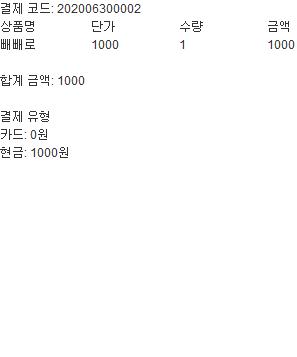 결제 코드: 202006300002
상품명 단가 수량 금액
빼빼로 1000 1 1000
합계 금액: 1000
결제 유형
카드: 0원
현금: 1000원